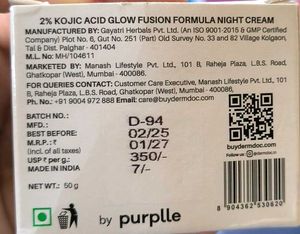 2% KOJIC ACID GLOW FUSION FORMULA NIGHT CREAM
MANUFACTURED BY: Gayatri Herbals Pvt. Ltd. (An ISO 9001-2015 & GMP Certified
Company) Plot No. 6, Gut No. 251 (Part) Old Survey No. 33 and 82 Village Kolgaon,
Tal & Dist. Palghar - 401404
M.L. NO.: MH/104611
MARKETED BY: Manash Lifestyle Pvt. Ltd., 101 B, Raheja Plaza, L.B.S. Road,
Ghatkopar (West), Mumbai - 400086,
FOR QUERIES CONTACT: Customer Care Executive, Manash Lifestyle Pvt. Ltd.,
101 B, Raheja Plaza, L.B.S. Road, Ghatkopar (West), Mumbai - 400086,
Contact: +91 9004 972 888 Email: care@buydermdoc.com
BATCH NO.: D-94
MFD.: 02/25
BEST BEFORE: 01/27
M.R.P.: ₹ 350/-
(incl. of all taxes)
USP ₹ per g: 7/-
MADE IN INDIA
NET WT.: 50 g
buydermdoc.com
@dermdoc.in
8 904362 530620
by purplle